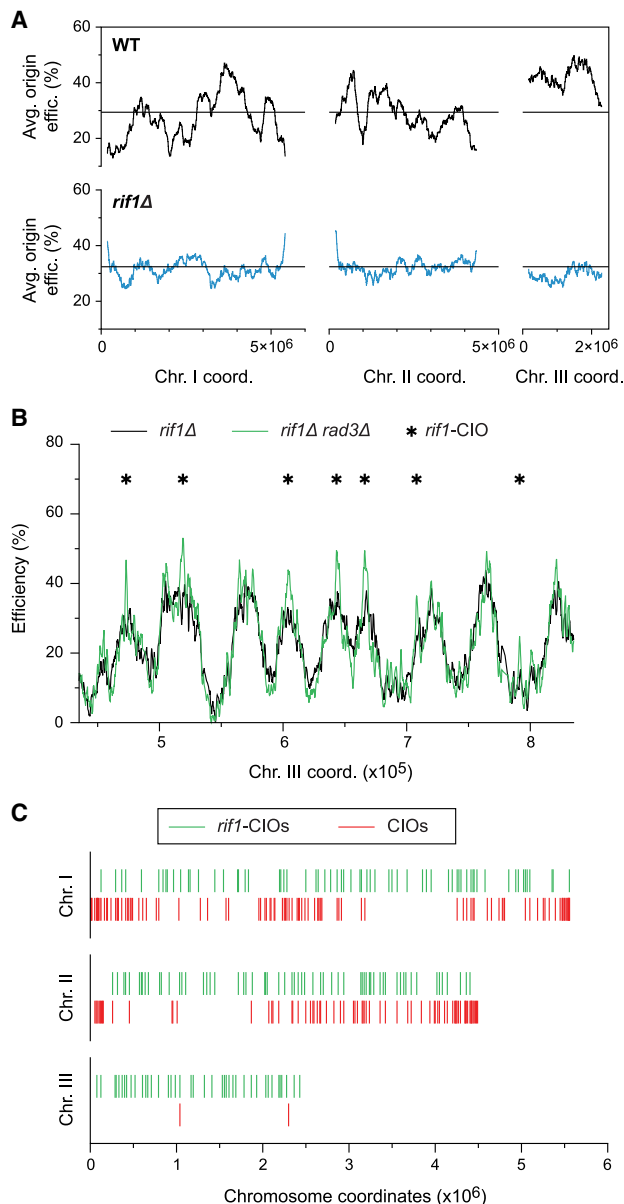 A
WT
Avg. origin
effic. (%)
60
40
20
rif1Δ
Avg. origin
effic. (%)
60
40
20
0 5×10⁶ 0 5×10⁶ 0 2×10⁶
Chr. I coord. Chr. II coord. Chr. III coord.
B
rif1Δ rif1Δ rad3Δ * rif1-CIO
* * * * * * *
Efficiency (%)
80
60
40
20
0
5 6 7 8
Chr. III coord. (x10⁵)
C
rif1-CIOs CIOs
Chr. I
Chr. II
Chr. III
0 1 2 3 4 5 6
Chromosome coordinates (x10⁶)